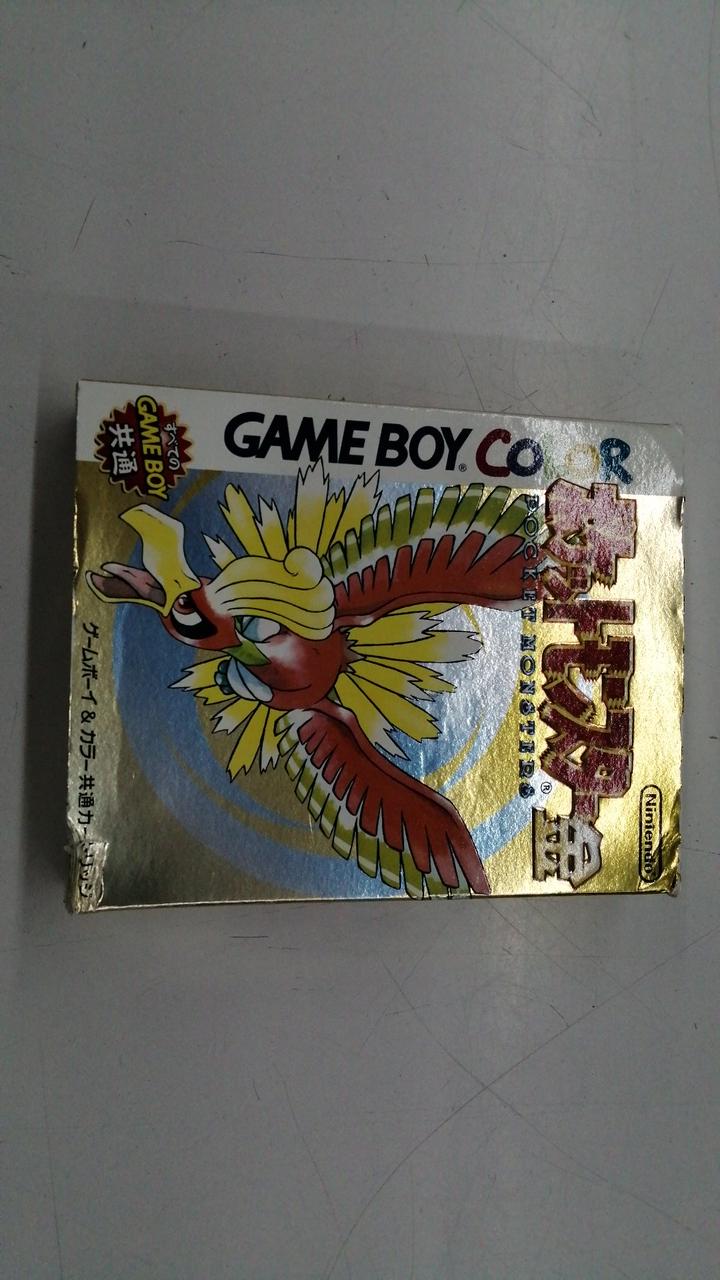 GAME BOY® COLOR
ポケットモンスター 金
POCKET MONSTERS®
Nintendo®
すべての
GAME BOY
共通
ゲームボーイ&カラー共通カートリッジ